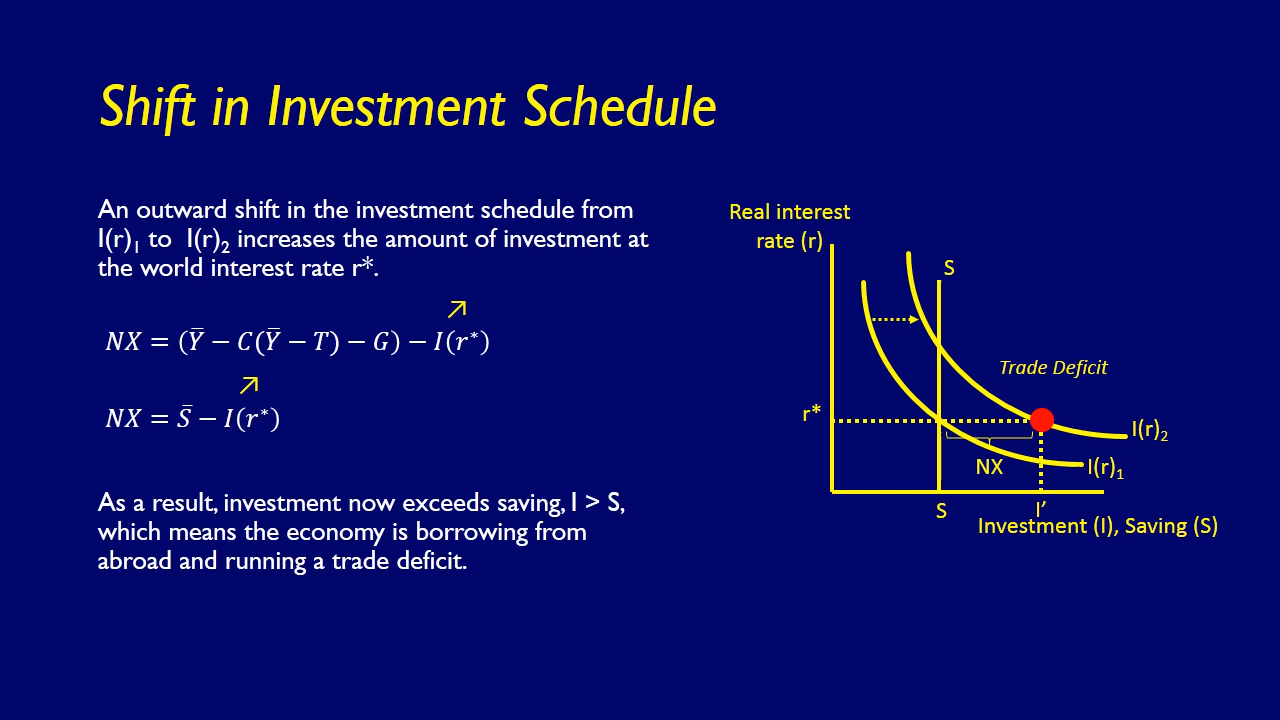 Shift in Investment Schedule
An outward shift in the investment schedule from
I(r)₁ to I(r)₂ increases the amount of investment at
the world interest rate r*.
↗
NX = (Y̅ − C(Y̅ − T) − G) − I(r*)
↗
NX = S̅ − I(r*)
As a result, investment now exceeds saving, I > S,
which means the economy is borrowing from
abroad and running a trade deficit.
Real interest
rate (r)
S
Trade Deficit
r*
I(r)₂
NX
I(r)₁
S
I’
Investment (I), Saving (S)